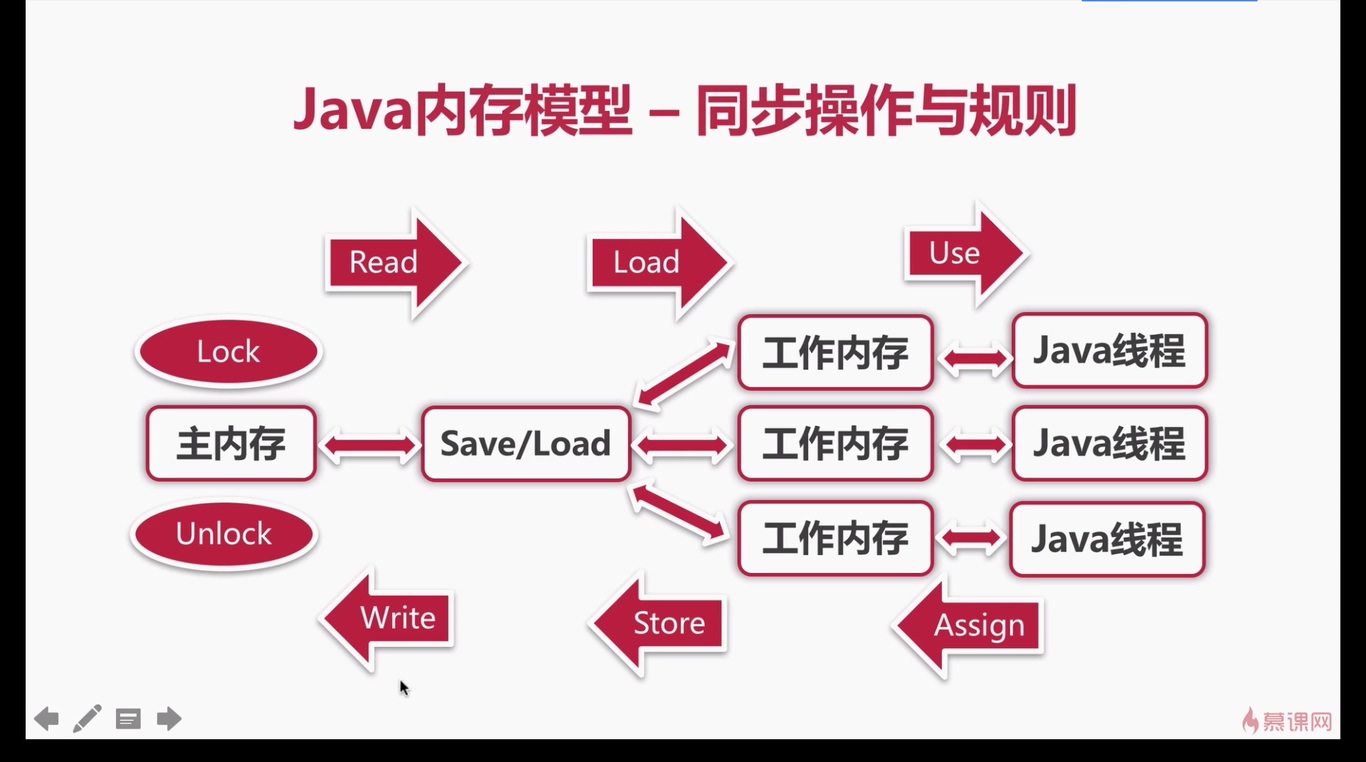 Java内存模型 – 同步操作与规则
Read
Load
Use
Lock
工作内存
Java线程
主内存
Save/Load
工作内存
Java线程
Unlock
工作内存
Java线程
Write
Store
Assign
慕课网